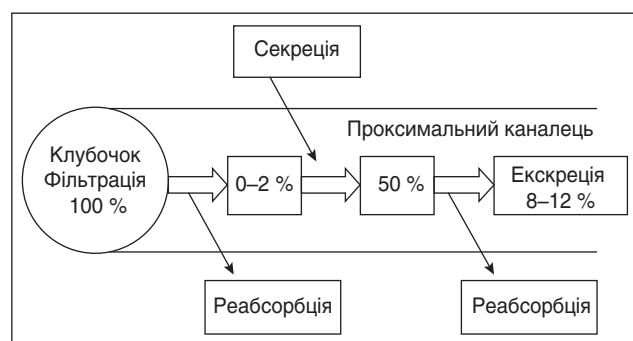 Секреція
Проксимальний каналець
Клубочок
Фільтрація
100 %
0–2 %
50 %
Екскреція
8–12 %
Реабсорбція
Реабсорбція